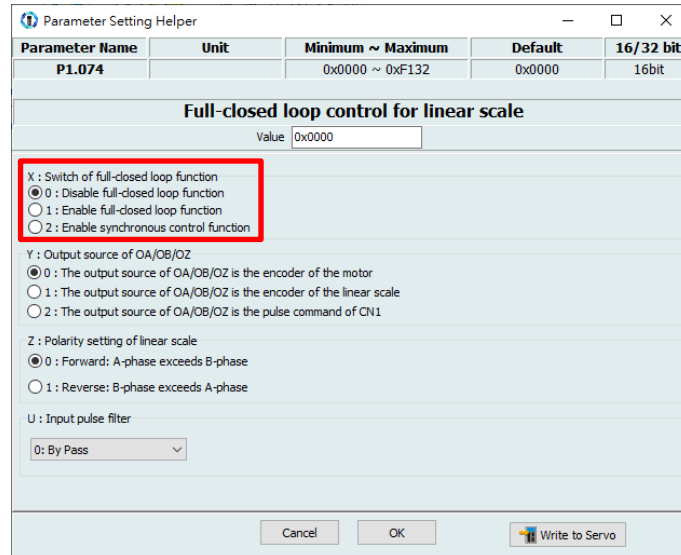 Parameter Setting Helper
Parameter Name Unit Minimum ~ Maximum Default 16/32 bit
P1.074 0x0000 ~ 0xF132 0x0000 16bit
Full-closed loop control for linear scale
Value 0x0000
X : Switch of full-closed loop function
0 : Disable full-closed loop function
1 : Enable full-closed loop function
2 : Enable synchronous control function
Y : Output source of OA/OB/OZ
0 : The output source of OA/OB/OZ is the encoder of the motor
1 : The output source of OA/OB/OZ is the encoder of the linear scale
2 : The output source of OA/OB/OZ is the pulse command of CN1
Z : Polarity setting of linear scale
0 : Forward: A-phase exceeds B-phase
1 : Reverse: B-phase exceeds A-phase
U : Input pulse filter
0: By Pass
Cancel OK Write to Servo